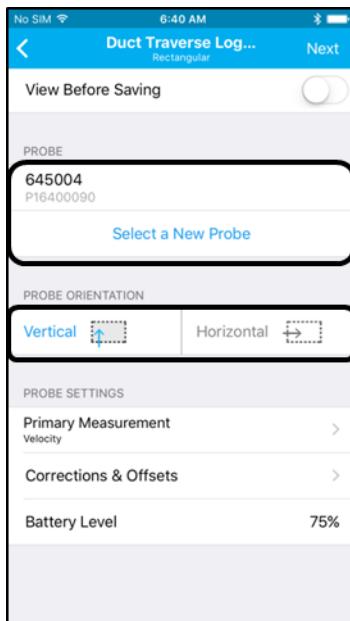 No SIM 6:40 AM
Duct Traverse Log...
Rectangular
Next
View Before Saving
PROBE
645004
P16400090
Select a New Probe
PROBE ORIENTATION
Vertical Horizontal
PROBE SETTINGS
Primary Measurement
Velocity
Corrections & Offsets
Battery Level 75%